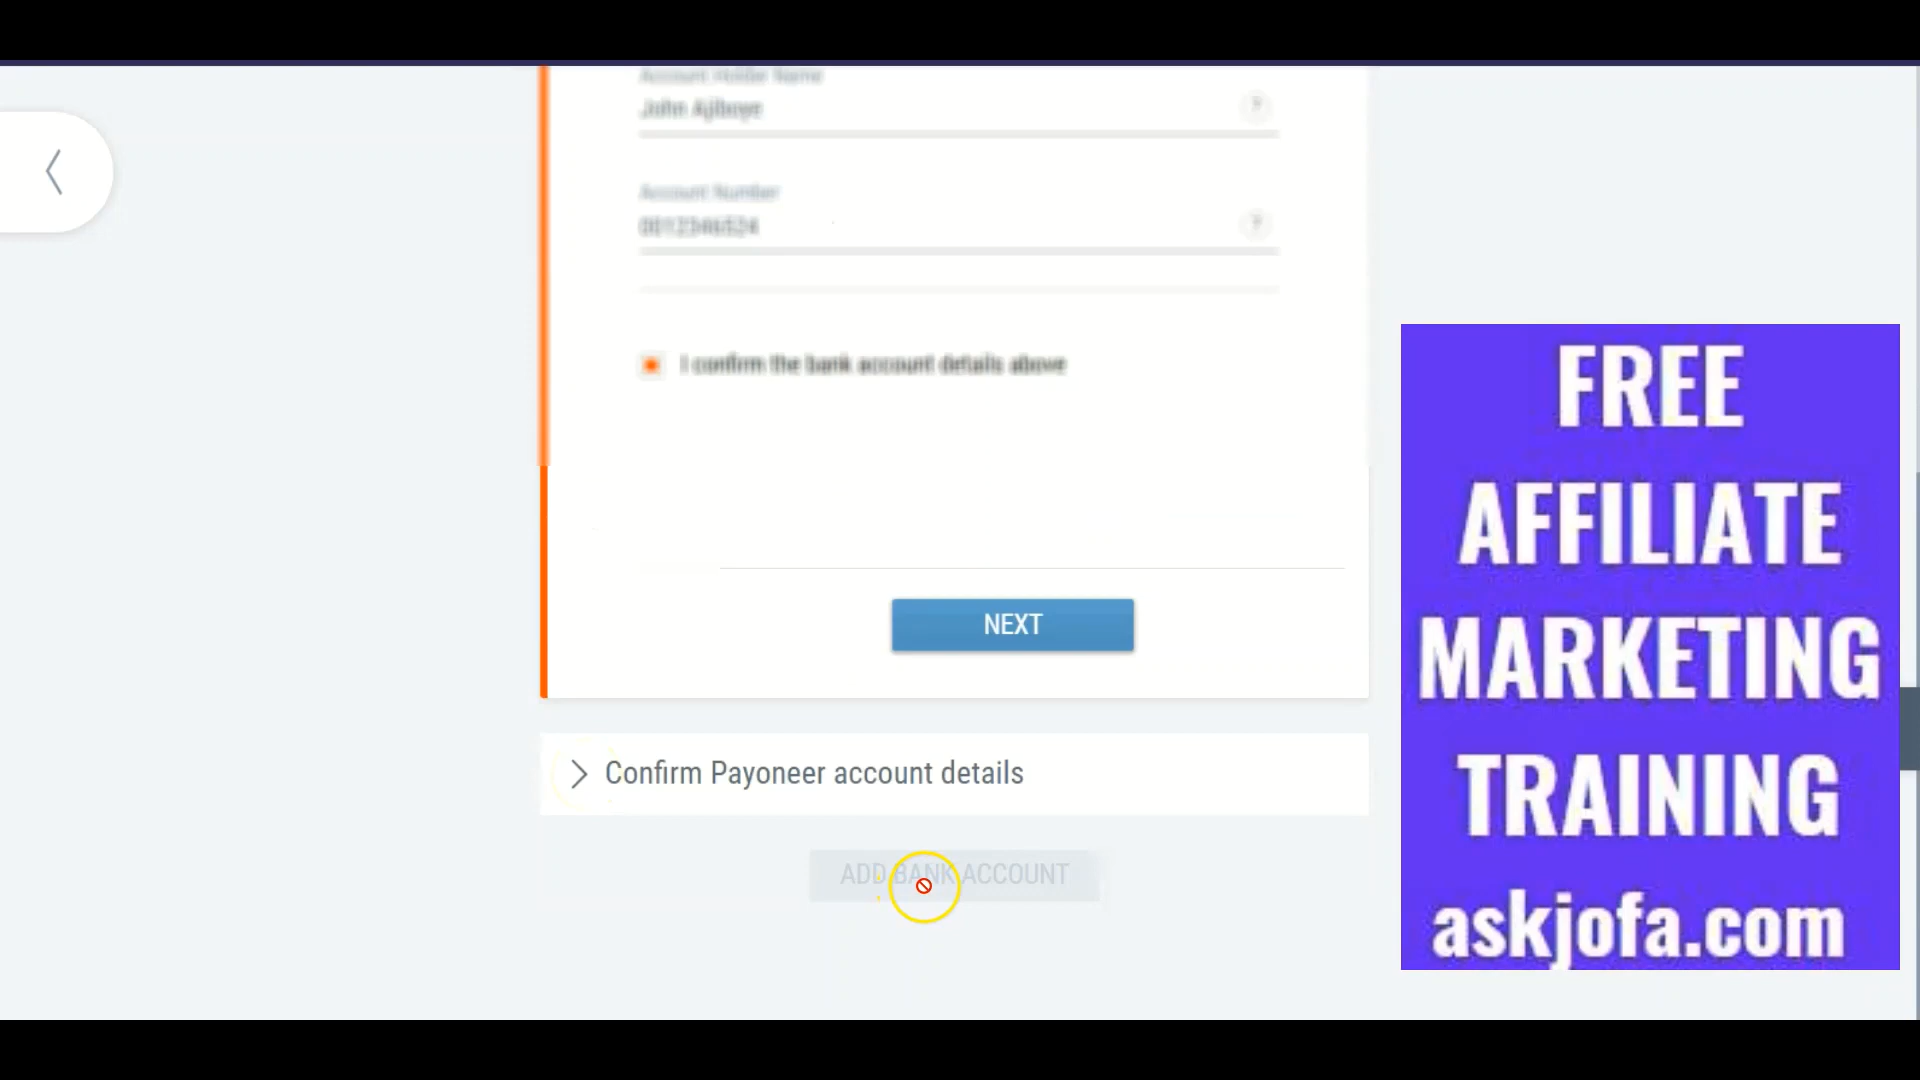 Account Holder Name
John Ajiboye
?
Account Number
?
I confirm the bank account details above
NEXT
Confirm Payoneer account details
ADD BANK ACCOUNT
FREE
AFFILIATE
MARKETING
TRAINING
askjofa.com